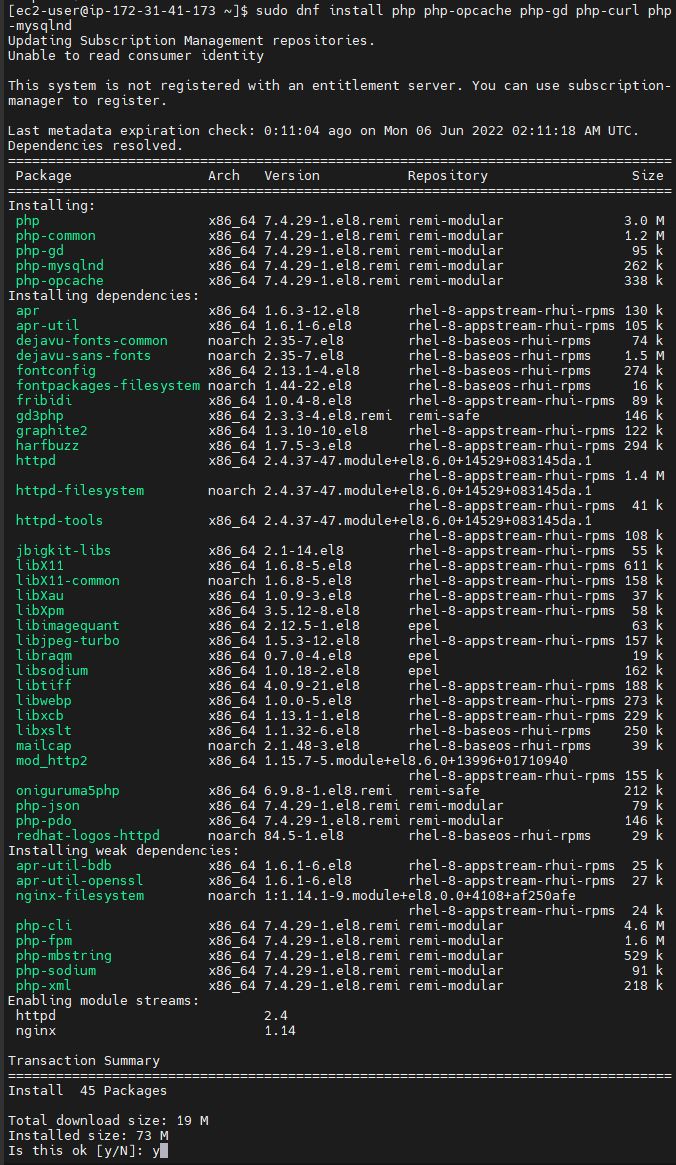 [ec2-user@ip-172-31-41-173 ~]$ sudo dnf install php php-opcache php-gd php-curl php
-mysqlnd
Updating Subscription Management repositories.
Unable to read consumer identity

This system is not registered with an entitlement server. You can use subscription-
manager to register.

Last metadata expiration check: 0:11:04 ago on Mon 06 Jun 2022 02:11:18 AM UTC.
Dependencies resolved.
===================================================================================
 Package                 Arch   Version           Repository                  Size
===================================================================================
Installing:
 php                     x86_64 7.4.29-1.el8.remi remi-modular               3.0 M
 php-common              x86_64 7.4.29-1.el8.remi remi-modular               1.2 M
 php-gd                  x86_64 7.4.29-1.el8.remi remi-modular                95 k
 php-mysqlnd             x86_64 7.4.29-1.el8.remi remi-modular               262 k
 php-opcache             x86_64 7.4.29-1.el8.remi remi-modular               338 k
Installing dependencies:
 apr                     x86_64 1.6.3-12.el8      rhel-8-appstream-rhui-rpms 130 k
 apr-util                x86_64 1.6.1-6.el8       rhel-8-appstream-rhui-rpms 105 k
 dejavu-fonts-common     noarch 2.35-7.el8        rhel-8-baseos-rhui-rpms     74 k
 dejavu-sans-fonts       noarch 2.35-7.el8        rhel-8-baseos-rhui-rpms    1.5 M
 fontconfig              x86_64 2.13.1-4.el8      rhel-8-baseos-rhui-rpms    274 k
 fontpackages-filesystem noarch 1.44-22.el8       rhel-8-baseos-rhui-rpms     16 k
 fribidi                 x86_64 1.0.4-8.el8       rhel-8-appstream-rhui-rpms  89 k
 gd3php                  x86_64 2.3.3-4.el8.remi  remi-safe                  146 k
 graphite2               x86_64 1.3.10-10.el8     rhel-8-appstream-rhui-rpms 122 k
 harfbuzz                x86_64 1.7.5-3.el8       rhel-8-appstream-rhui-rpms 294 k
 httpd                   x86_64 2.4.37-47.module+el8.6.0+14529+083145da.1
                                                  rhel-8-appstream-rhui-rpms 1.4 M
 httpd-filesystem        noarch 2.4.37-47.module+el8.6.0+14529+083145da.1
                                                  rhel-8-appstream-rhui-rpms  41 k
 httpd-tools             x86_64 2.4.37-47.module+el8.6.0+14529+083145da.1
                                                  rhel-8-appstream-rhui-rpms 108 k
 jbigkit-libs            x86_64 2.1-14.el8        rhel-8-appstream-rhui-rpms  55 k
 libX11                  x86_64 1.6.8-5.el8       rhel-8-appstream-rhui-rpms 611 k
 libX11-common           noarch 1.6.8-5.el8       rhel-8-appstream-rhui-rpms 158 k
 libXau                  x86_64 1.0.9-3.el8       rhel-8-appstream-rhui-rpms  37 k
 libXpm                  x86_64 3.5.12-8.el8      rhel-8-appstream-rhui-rpms  58 k
 libimagequant           x86_64 2.12.5-1.el8      epel                        63 k
 libjpeg-turbo           x86_64 1.5.3-12.el8      rhel-8-appstream-rhui-rpms 157 k
 libraqm                 x86_64 0.7.0-4.el8       epel                        19 k
 libsodium               x86_64 1.0.18-2.el8      epel                       162 k
 libtiff                 x86_64 4.0.9-21.el8      rhel-8-appstream-rhui-rpms 188 k
 libwebp                 x86_64 1.0.0-5.el8       rhel-8-appstream-rhui-rpms 273 k
 libxcb                  x86_64 1.13.1-1.el8      rhel-8-appstream-rhui-rpms 229 k
 libxslt                 x86_64 1.1.32-6.el8      rhel-8-baseos-rhui-rpms    250 k
 mailcap                 noarch 2.1.48-3.el8      rhel-8-baseos-rhui-rpms     39 k
 mod_http2               x86_64 1.15.7-5.module+el8.6.0+13996+01710940
                                                  rhel-8-appstream-rhui-rpms 155 k
 oniguruma5php           x86_64 6.9.8-1.el8.remi  remi-safe                  212 k
 php-json                x86_64 7.4.29-1.el8.remi remi-modular                79 k
 php-pdo                 x86_64 7.4.29-1.el8.remi remi-modular               146 k
 redhat-logos-httpd      noarch 84.5-1.el8        rhel-8-baseos-rhui-rpms     29 k
Installing weak dependencies:
 apr-util-bdb            x86_64 1.6.1-6.el8       rhel-8-appstream-rhui-rpms  25 k
 apr-util-openssl        x86_64 1.6.1-6.el8       rhel-8-appstream-rhui-rpms  27 k
 nginx-filesystem        noarch 1:1.14.1-9.module+el8.0.0+4108+af250afe
                                                  rhel-8-appstream-rhui-rpms  24 k
 php-cli                 x86_64 7.4.29-1.el8.remi remi-modular               4.6 M
 php-fpm                 x86_64 7.4.29-1.el8.remi remi-modular               1.6 M
 php-mbstring            x86_64 7.4.29-1.el8.remi remi-modular               529 k
 php-sodium              x86_64 7.4.29-1.el8.remi remi-modular                91 k
 php-xml                 x86_64 7.4.29-1.el8.remi remi-modular               218 k
Enabling module streams:
 httpd                          2.4
 nginx                          1.14

Transaction Summary
===================================================================================
Install  45 Packages

Total download size: 19 M
Installed size: 73 M
Is this ok [y/N]: y